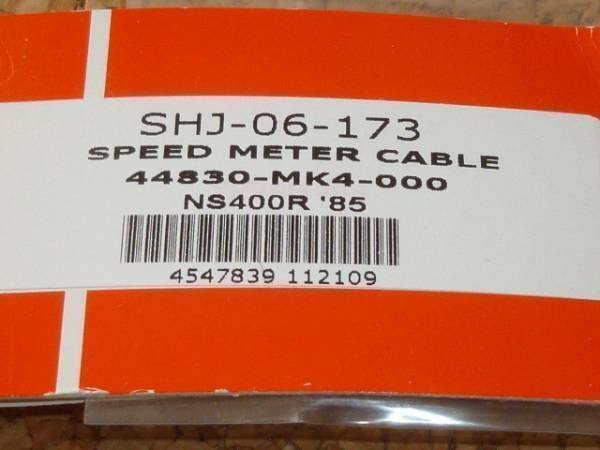 SHJ-06-173
SPEED METER CABLE
44830-MK4-000
NS400R '85
4547839 112109